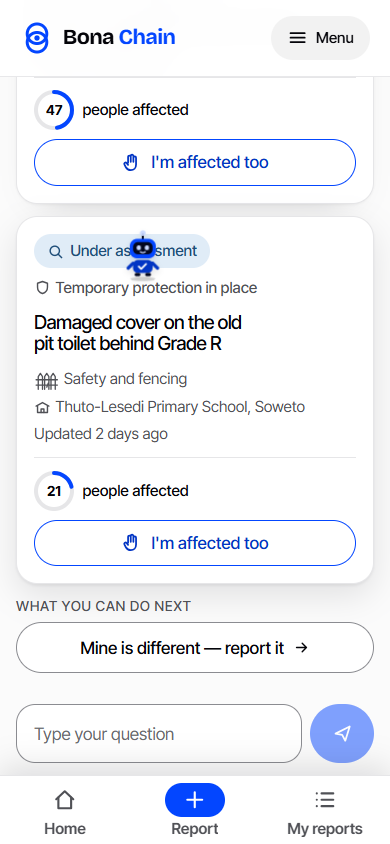 Bona Chain
Menu
47 people affected
I'm affected too
Under assessment
Temporary protection in place
Damaged cover on the old
pit toilet behind Grade R
Safety and fencing
Thuto-Lesedi Primary School, Soweto
Updated 2 days ago
21 people affected
I'm affected too
WHAT YOU CAN DO NEXT
Mine is different — report it →
Type your question
Home
Report
My reports